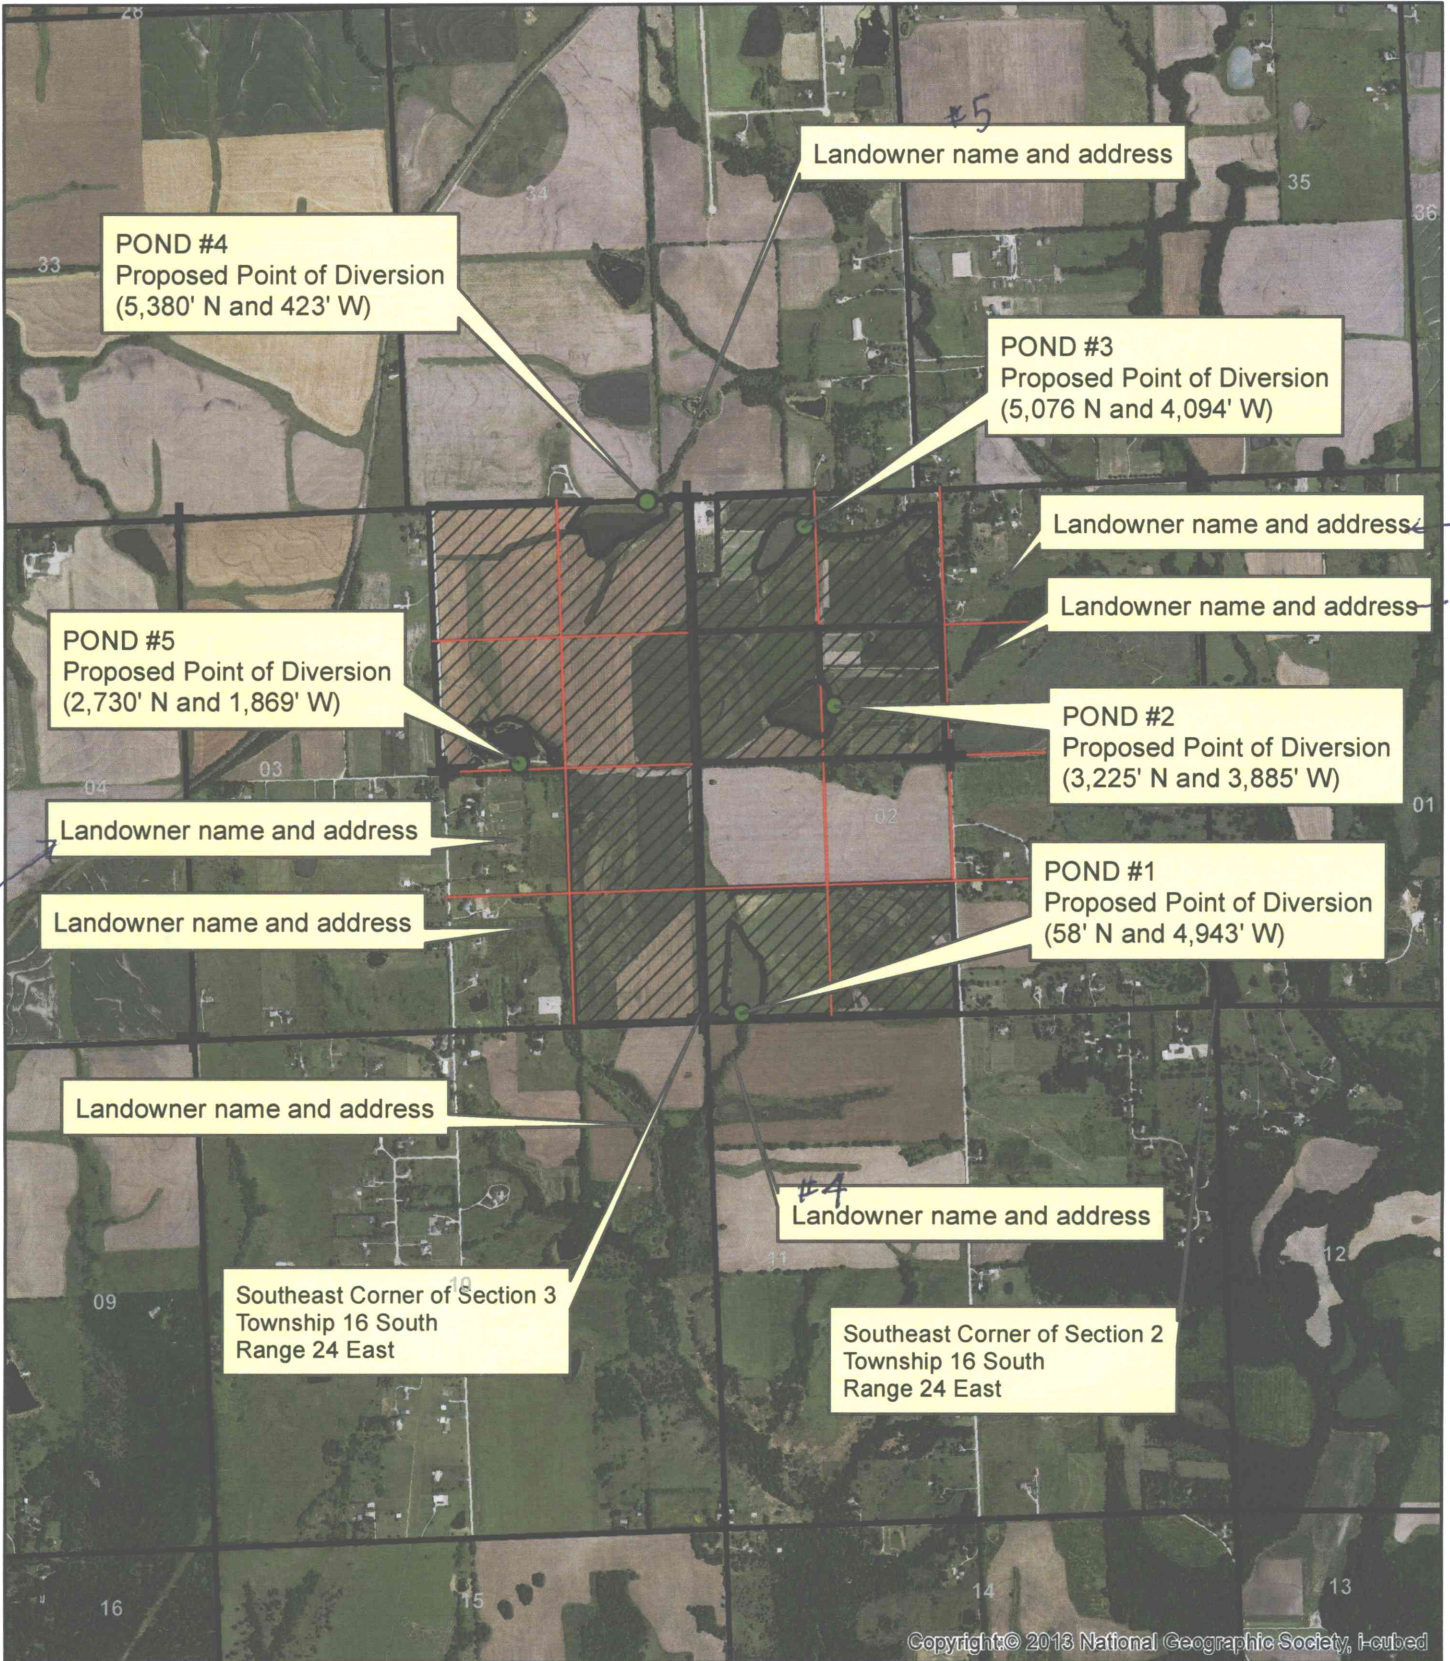 28
#5
Landowner name and address
34
35
36
33
POND #4
Proposed Point of Diversion
(5,380' N and 423' W)
POND #3
Proposed Point of Diversion
(5,076 N and 4,094' W)
Landowner name and address
Landowner name and address
POND #5
Proposed Point of Diversion
(2,730' N and 1,869' W)
POND #2
Proposed Point of Diversion
(3,225' N and 3,885' W)
03
04
02
01
Landowner name and address
POND #1
Proposed Point of Diversion
(58' N and 4,943' W)
Landowner name and address
Landowner name and address
#4
Landowner name and address
11
12
10
09
Southeast Corner of Section 3
Township 16 South
Range 24 East
Southeast Corner of Section 2
Township 16 South
Range 24 East
16
15
14
13
Copyright:© 2013 National Geographic Society, i-cubed